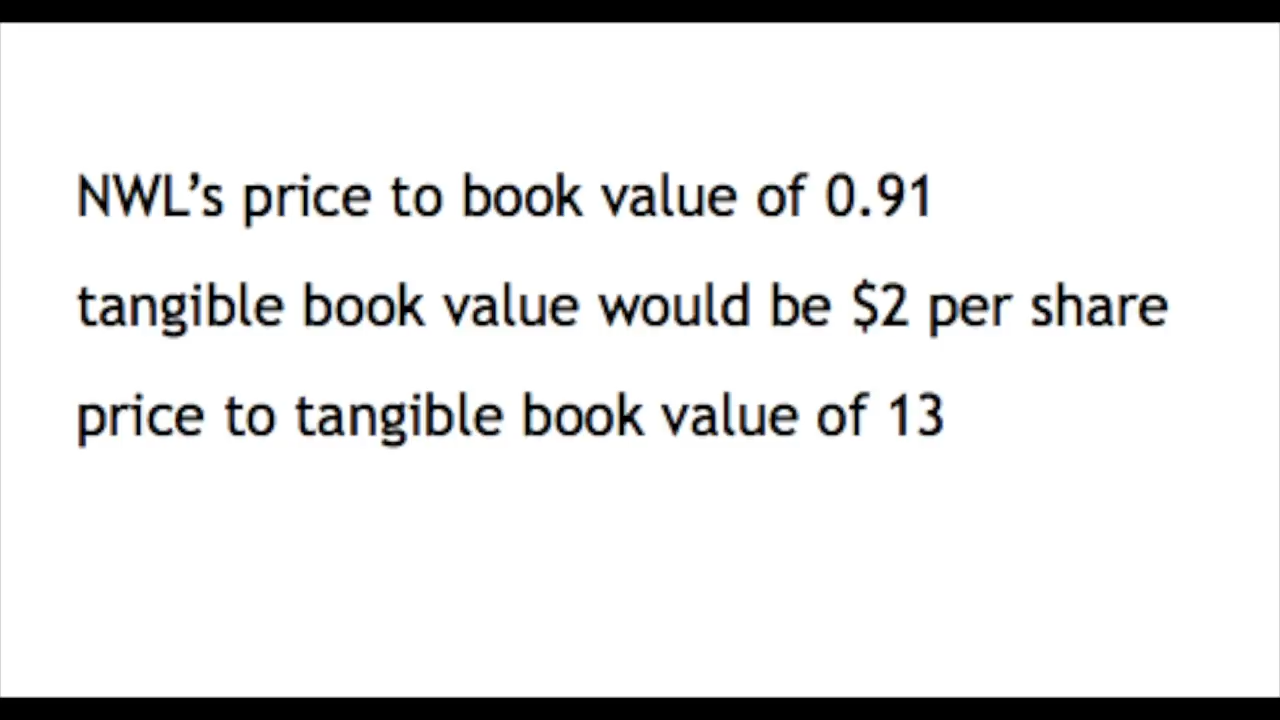 NWL’s price to book value of 0.91
tangible book value would be $2 per share
price to tangible book value of 13